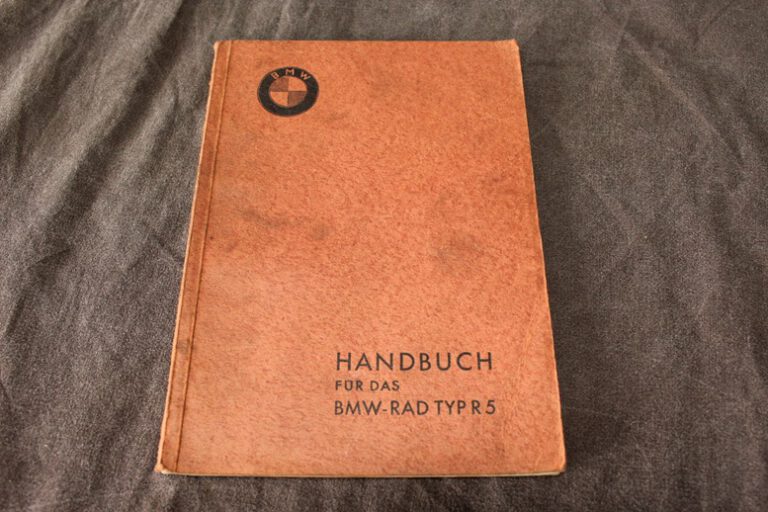 BMW
HANDBUCH
FÜR DAS
BMW-RAD TYP R 5